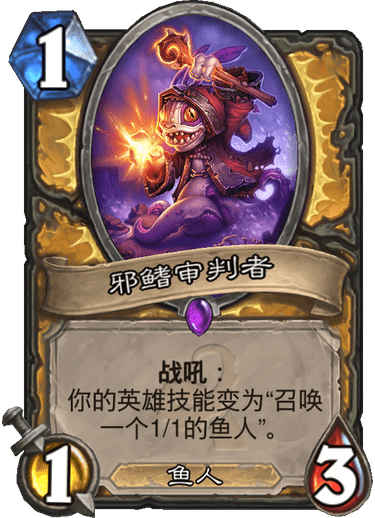 1
邪鳍审判者
战吼：
你的英雄技能变为“召唤
一个1/1的鱼人”。
1
鱼人
3